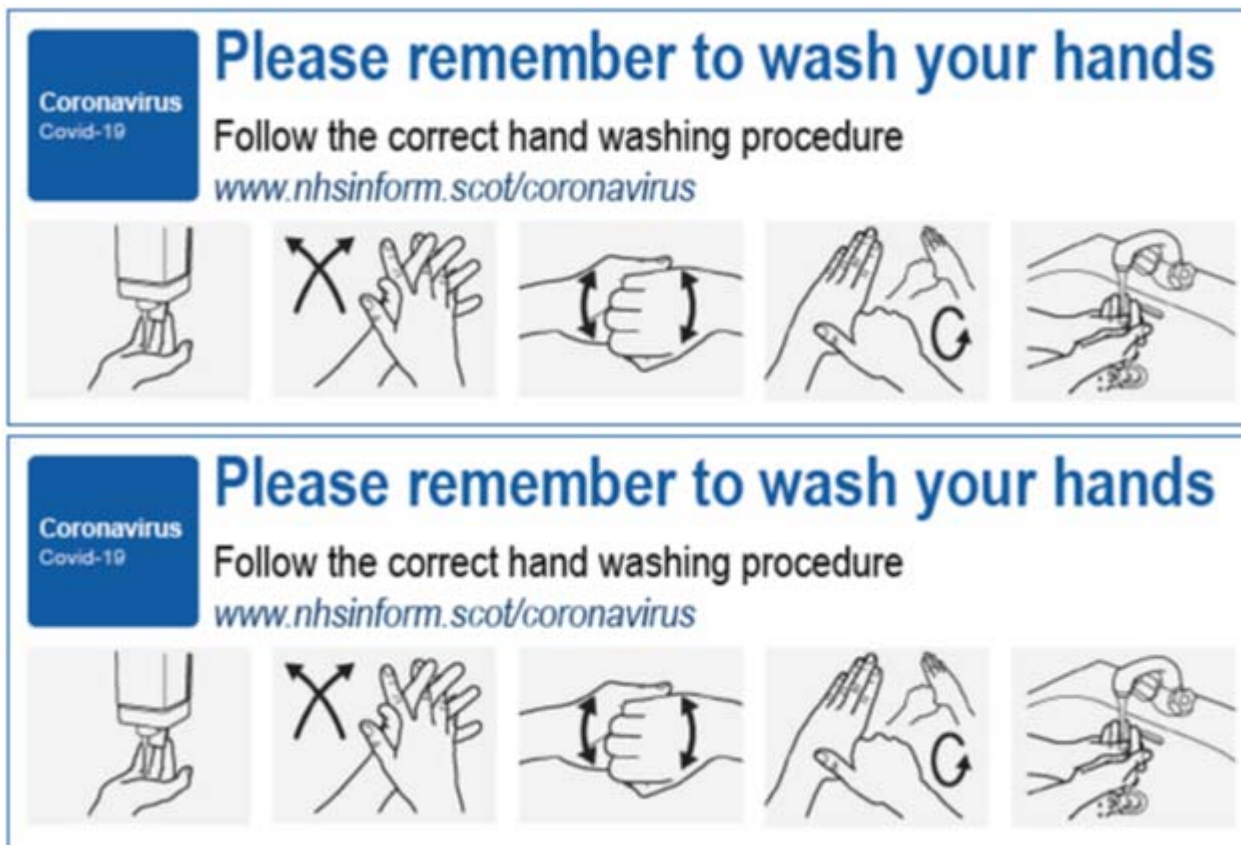 Coronavirus
Covid-19
Please remember to wash your hands
Follow the correct hand washing procedure
www.nhsinform.scot/coronavirus
Coronavirus
Covid-19
Please remember to wash your hands
Follow the correct hand washing procedure
www.nhsinform.scot/coronavirus